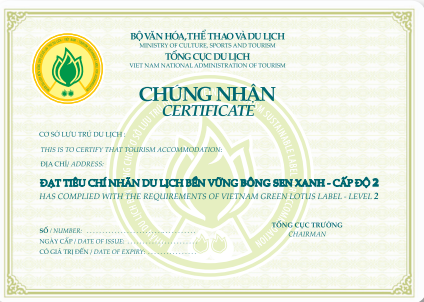 BỘ VĂN HÓA, THỂ THAO VÀ DU LỊCH
MINISTRY OF CULTURE, SPORTS AND TOURISM
TỔNG CỤC DU LỊCH
VIET NAM NATIONAL ADMINISTRATION OF TOURISM
CHỨNG NHẬN
CERTIFICATE
CƠ SỞ LƯU TRÚ DU LỊCH :
THIS IS TO CERTIFY THAT TOURISM ACCOMMODATION:
ĐỊA CHỈ/ ADDRESS:
ĐẠT TIÊU CHÍ NHÃN DU LỊCH BỀN VỮNG BÔNG SEN XANH - CẤP ĐỘ 2
HAS COMPLIED WITH THE REQUIREMENTS OF VIETNAM GREEN LOTUS LABEL - LEVEL 2
TỔNG CỤC TRƯỞNG
CHAIRMAN
SỐ / NUMBER: ................................
NGÀY CẤP / DATE OF ISSUE: ......................
CÓ GIÁ TRỊ ĐẾN / DATE OF EXPIRY: ................